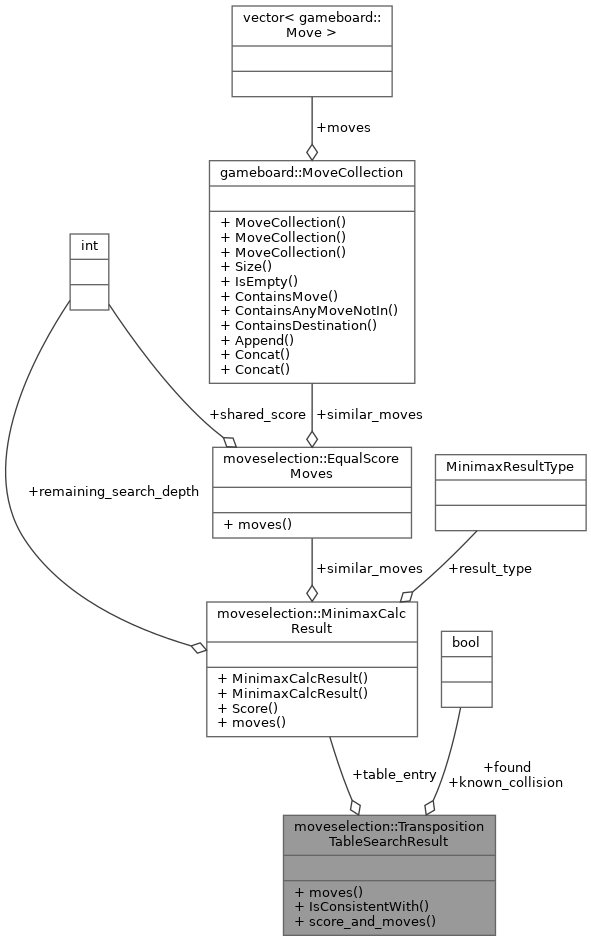 vector< gameboard::
Move >
+moves
gameboard::MoveCollection
+ MoveCollection()
+ MoveCollection()
+ MoveCollection()
+ Size()
+ IsEmpty()
+ ContainsMove()
+ ContainsAnyMoveNotIn()
+ ContainsDestination()
+ Append()
+ Concat()
+ Concat()
int
+shared_score
+similar_moves
moveselection::EqualScore
Moves
+ moves()
MinimaxResultType
+remaining_search_depth
+similar_moves
+result_type
moveselection::MinimaxCalc
Result
+ MinimaxCalcResult()
+ MinimaxCalcResult()
+ Score()
+ moves()
bool
+table_entry
+found
+known_collision
moveselection::Transposition
TableSearchResult
+ moves()
+ IsConsistentWith()
+ score_and_moves()